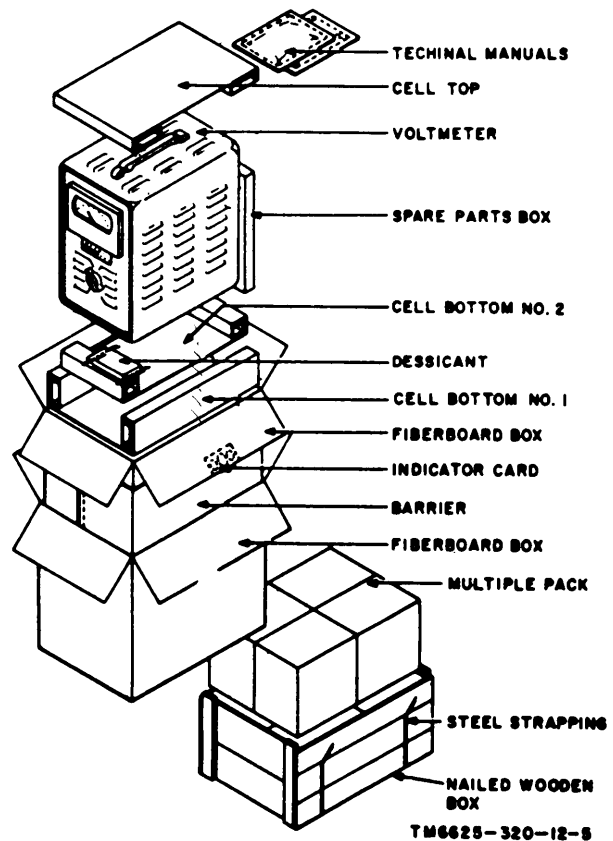 TECHINAL MANUALS
CELL TOP
VOLTMETER
SPARE PARTS BOX
CELL BOTTOM NO. 2
DESSICANT
CELL BOTTOM NO. 1
FIBERBOARD BOX
INDICATOR CARD
BARRIER
FIBERBOARD BOX
MULTIPLE PACK
STEEL STRAPPING
NAILED WOODEN
BOX
TM6625-320-12-5